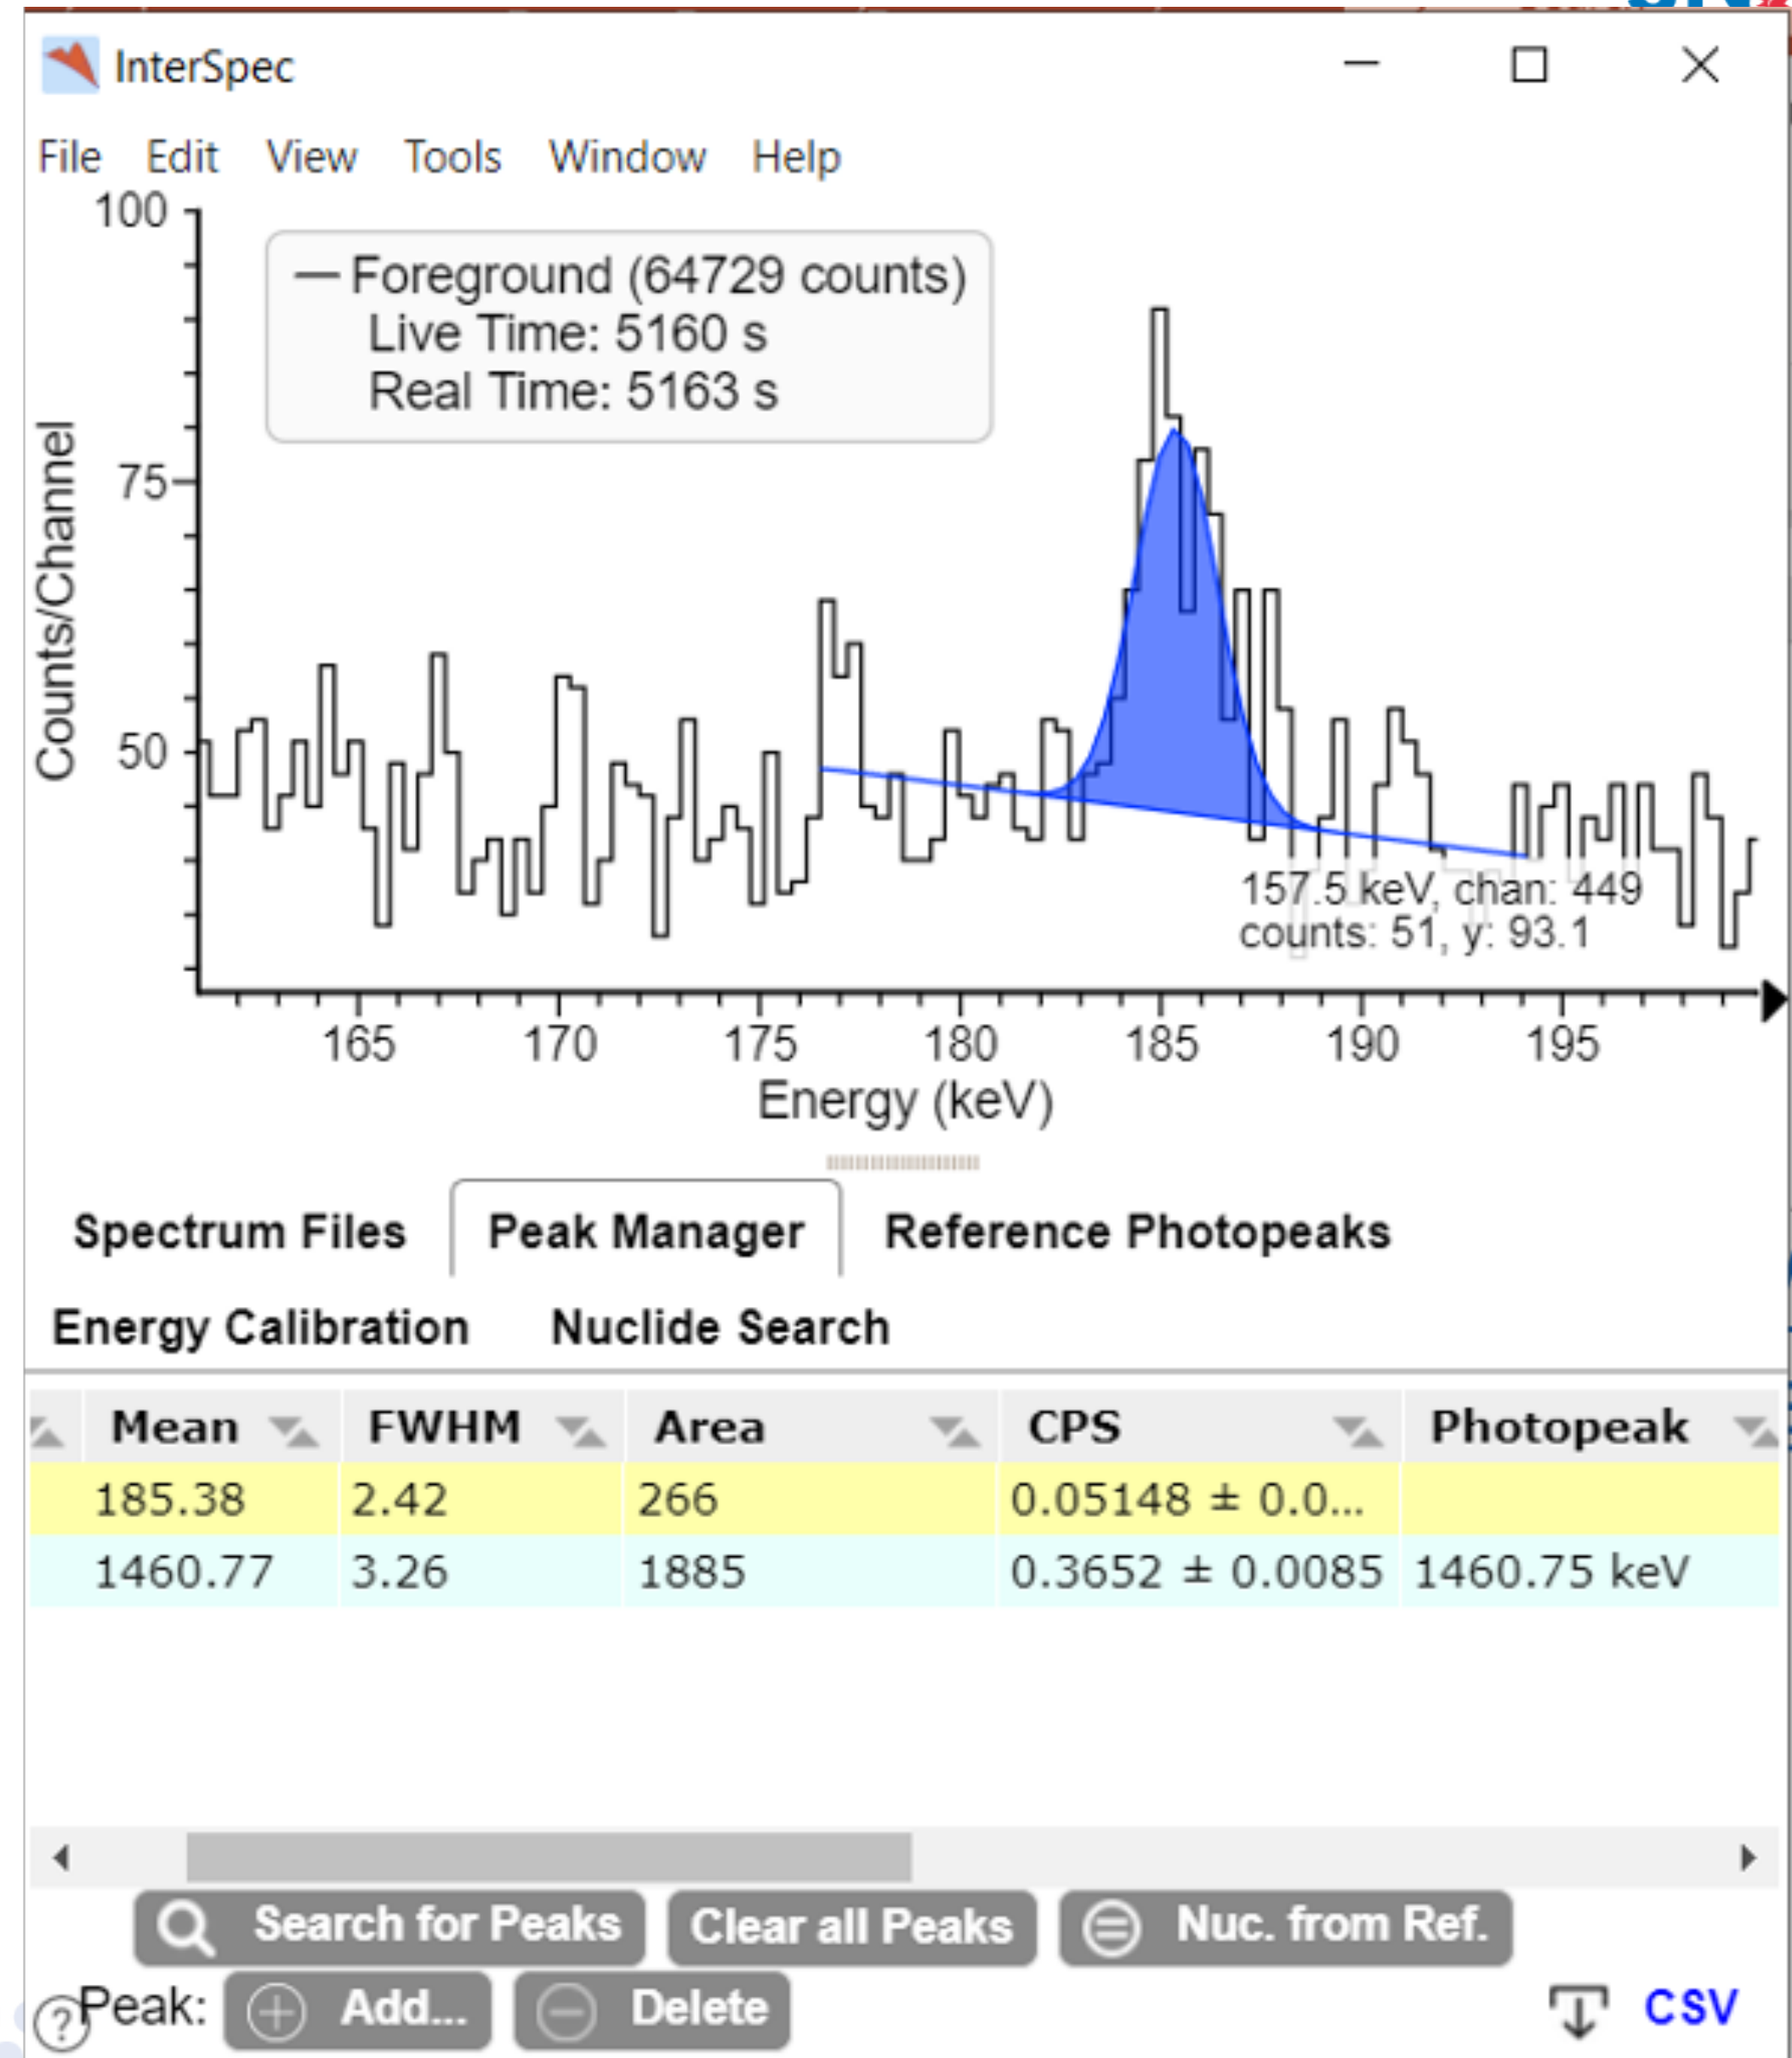 InterSpec
File Edit View Tools Window Help
100
75
50
Counts/Channel
Foreground (64729 counts)
Live Time: 5160 s
Real Time: 5163 s
157.5 keV, chan: 449
counts: 51, y: 93.1
165 170 175 180 185 190 195
Energy (keV)
Spectrum Files Peak Manager Reference Photopeaks
Energy Calibration Nuclide Search
Mean FWHM Area CPS Photopeak
185.38 2.42 266 0.05148 ± 0.0...
1460.77 3.26 1885 0.3652 ± 0.0085 1460.75 keV
Search for Peaks Clear all Peaks Nuc. from Ref.
? Peak: Add... Delete CSV